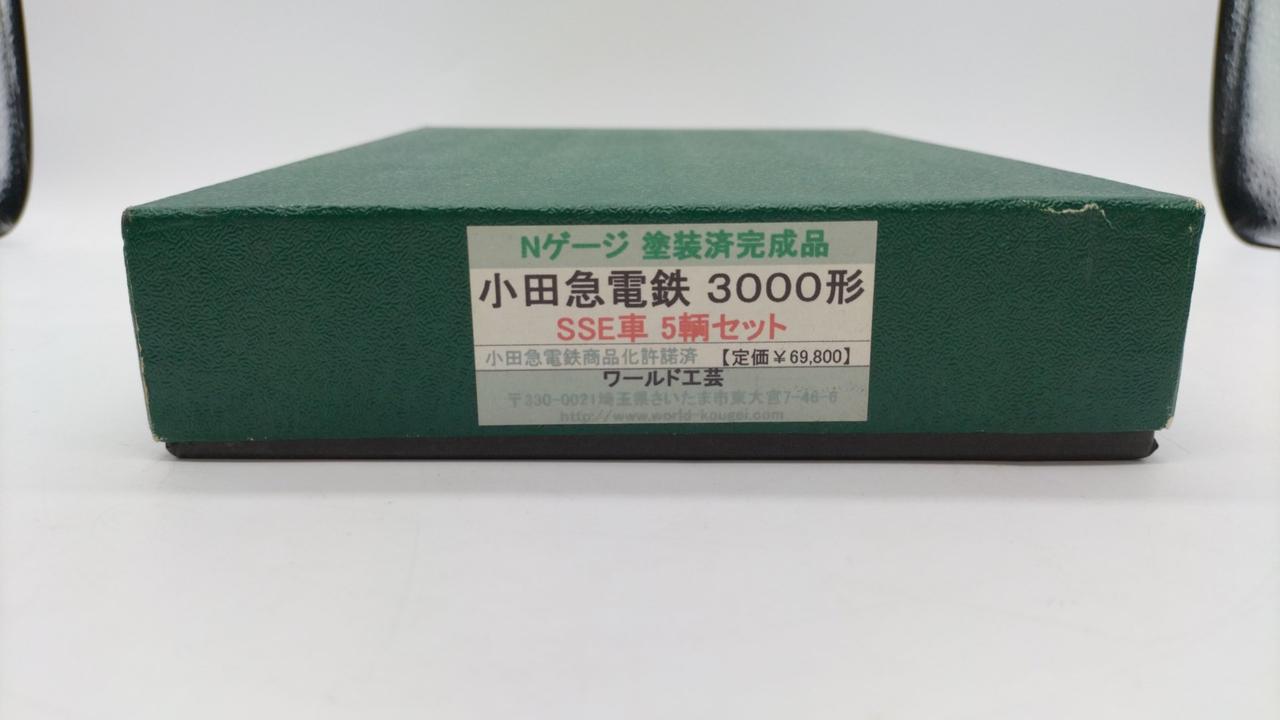 Nゲージ 塗装済完成品
小田急電鉄 3000形
SSE車 5輌セット
小田急電鉄商品化許諾済 【定価￥69,800】
ワールド工芸
〒330-0021埼玉県さいたま市東大宮7-46-6
http://www.world-kougei.com